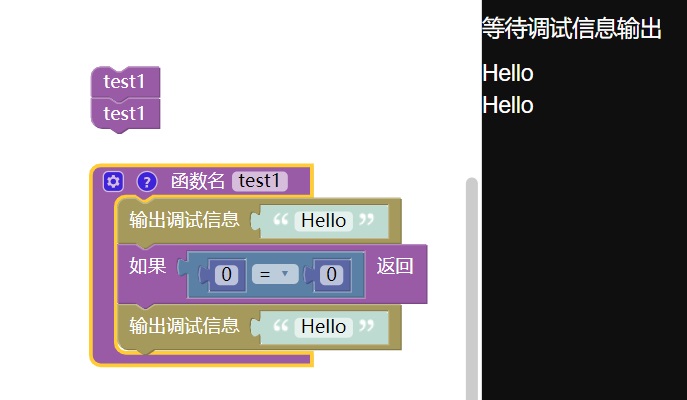 test1
test1
? 函数名 test1
输出调试信息 “ Hello ”
如果 0 = 0 返回
输出调试信息 “ Hello ”
等待调试信息输出
Hello
Hello